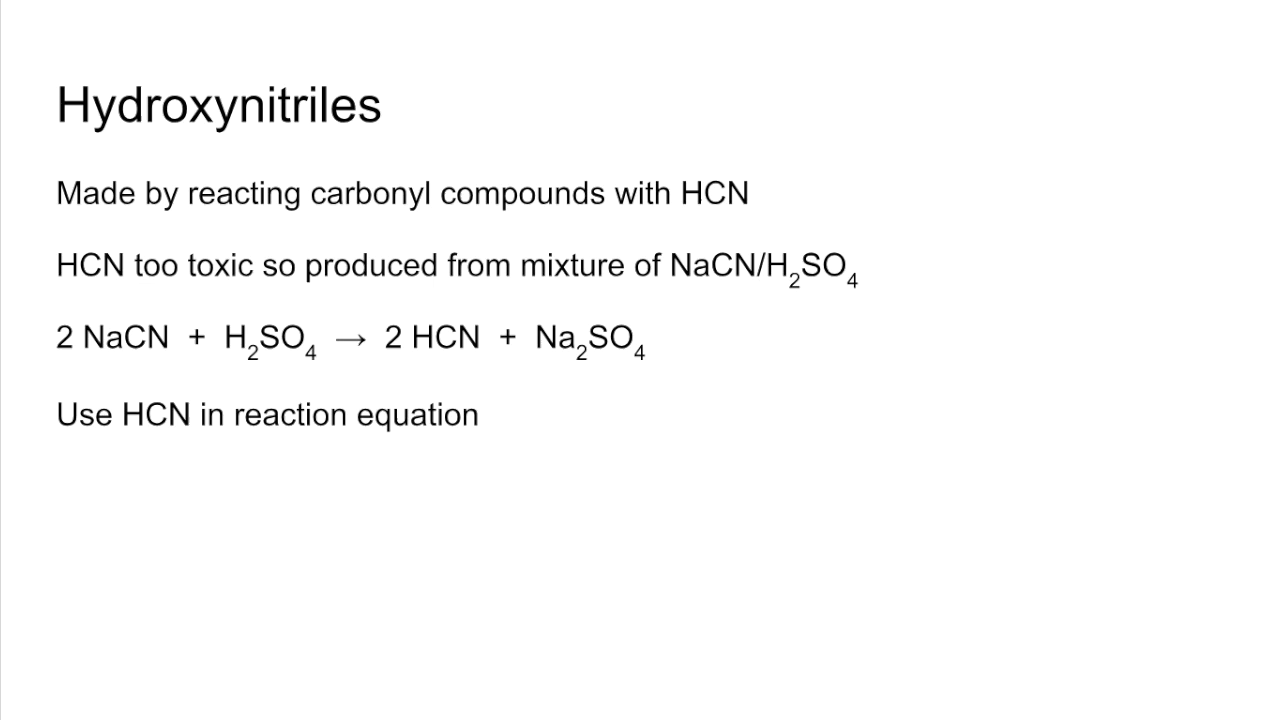 Hydroxynitriles
Made by reacting carbonyl compounds with HCN
HCN too toxic so produced from mixture of NaCN/H₂SO₄
2 NaCN + H₂SO₄ → 2 HCN + Na₂SO₄
Use HCN in reaction equation